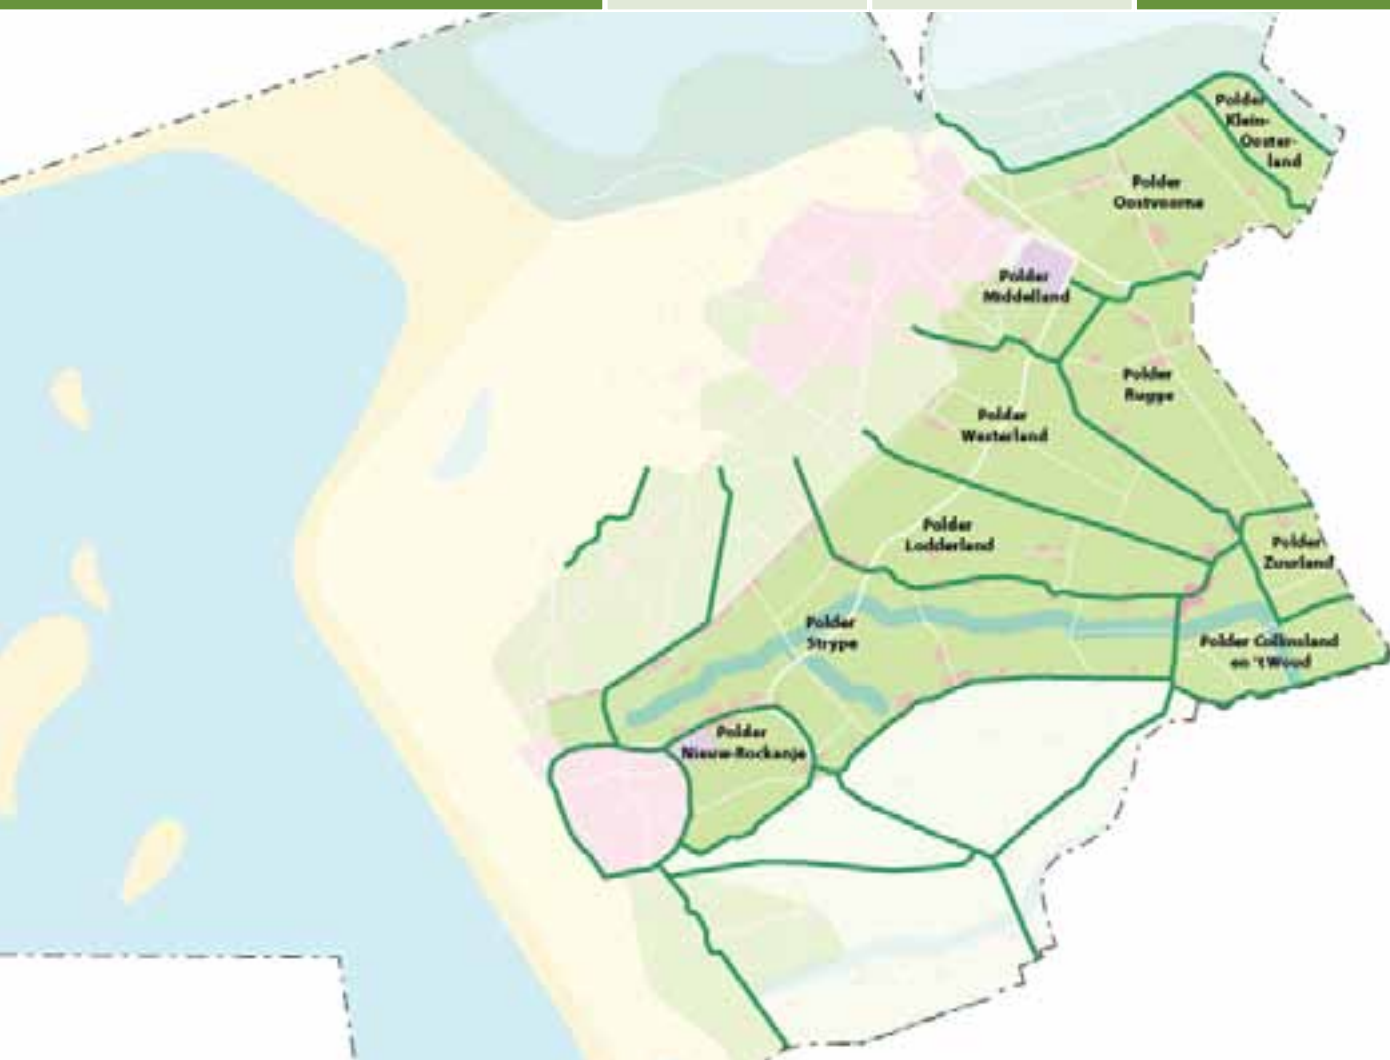 Polder
Klein-
Ooster-
land
Polder
Oostvoorne
Polder
Middelland
Polder
Rugge
Polder
Westerland
Polder
Lodderland
Polder
Zuurland
Polder
Strype
Polder Collinsland
en 't Woud
Polder
Nieuw-Rockanje